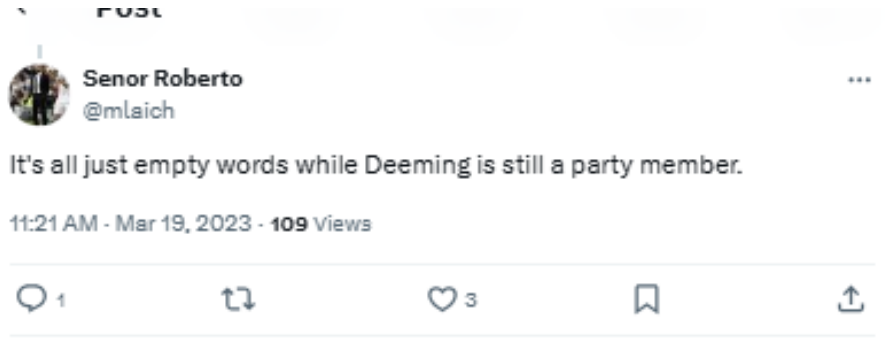 Post
Senor Roberto
@mlaich
It's all just empty words while Deeming is still a party member.
11:21 AM · Mar 19, 2023 · 109 Views
1 3